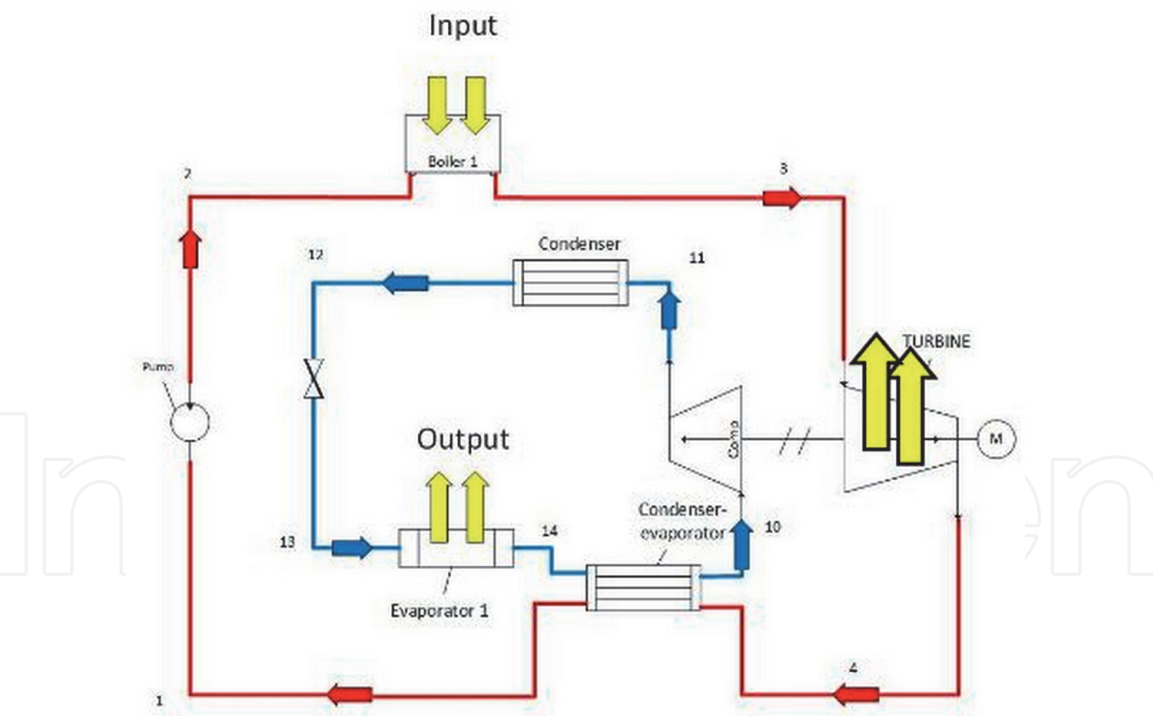 Input
Boiler 1
2
3
Condenser
12
11
TURBINE
Pump
Comp
M
Output
Condenser-
evaporator
10
13
14
Evaporator 1
4
1